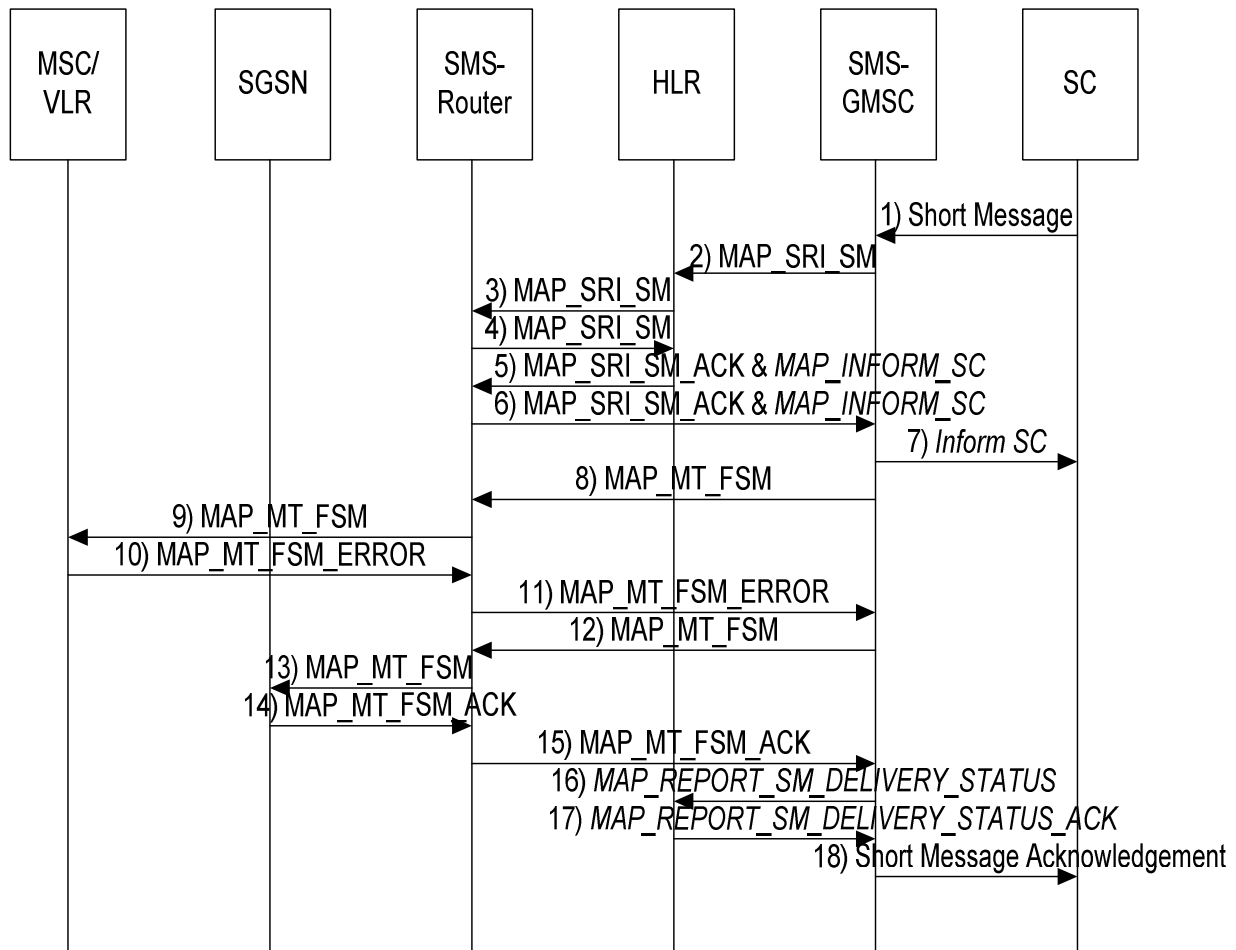 MSC/
VLR
SGSN
SMS-
Router
HLR
SMS-
GMSC
SC
1) Short Message
2) MAP_SRI_SM
3) MAP_SRI_SM
4) MAP_SRI_SM
5) MAP_SRI_SM_ACK & MAP_INFORM_SC
6) MAP_SRI_SM_ACK & MAP_INFORM_SC
7) Inform SC
8) MAP_MT_FSM
9) MAP_MT_FSM
10) MAP_MT_FSM_ERROR
11) MAP_MT_FSM_ERROR
12) MAP_MT_FSM
13) MAP_MT_FSM
14) MAP_MT_FSM_ACK
15) MAP_MT_FSM_ACK
16) MAP_REPORT_SM_DELIVERY_STATUS
17) MAP_REPORT_SM_DELIVERY_STATUS_ACK
18) Short Message Acknowledgement